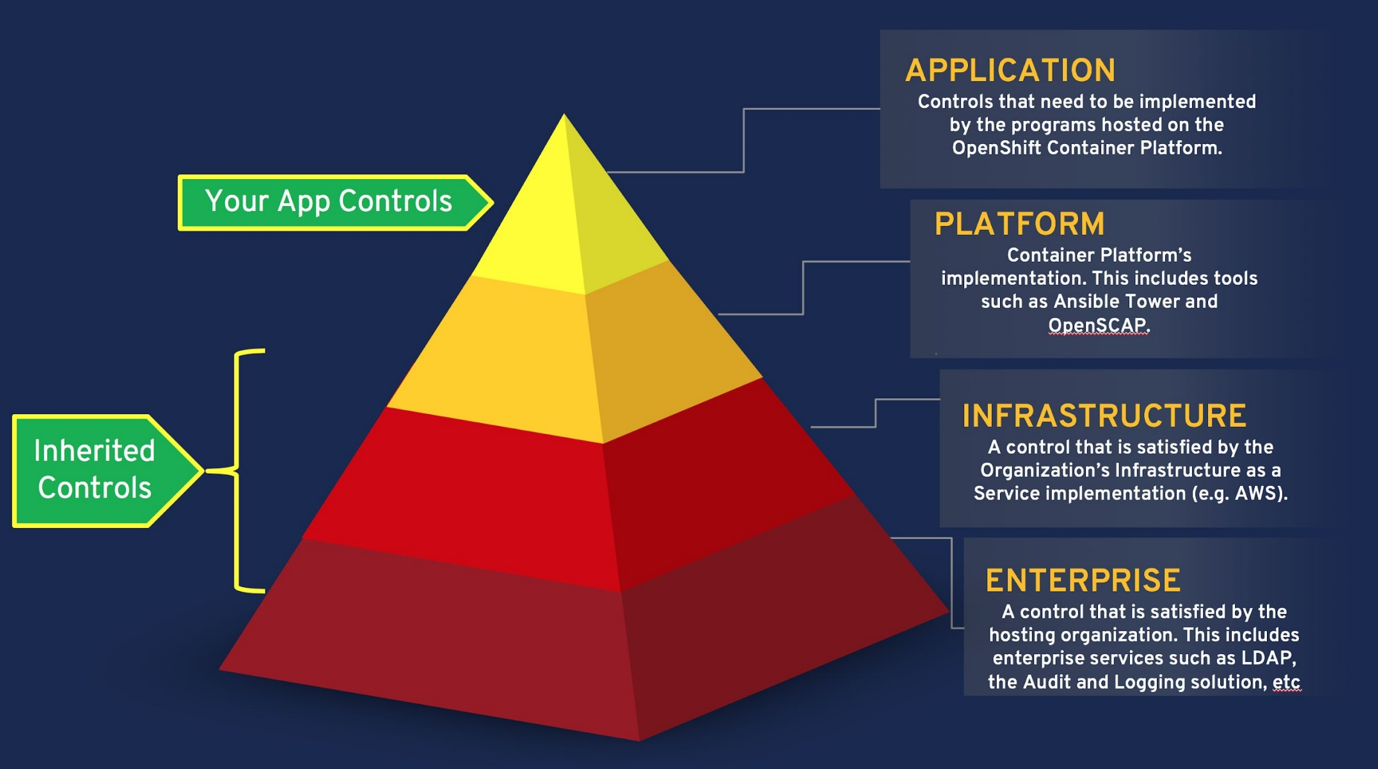 APPLICATION
Controls that need to be implemented
by the programs hosted on the
OpenShift Container Platform.
Your App Controls
PLATFORM
Container Platform’s
implementation. This includes tools
such as Ansible Tower and
OpenSCAP.
Inherited
Controls
INFRASTRUCTURE
A control that is satisfied by the
Organization’s Infrastructure as a
Service implementation (e.g. AWS).
ENTERPRISE
A control that is satisfied by the
hosting organization. This includes
enterprise services such as LDAP,
the Audit and Logging solution, etc